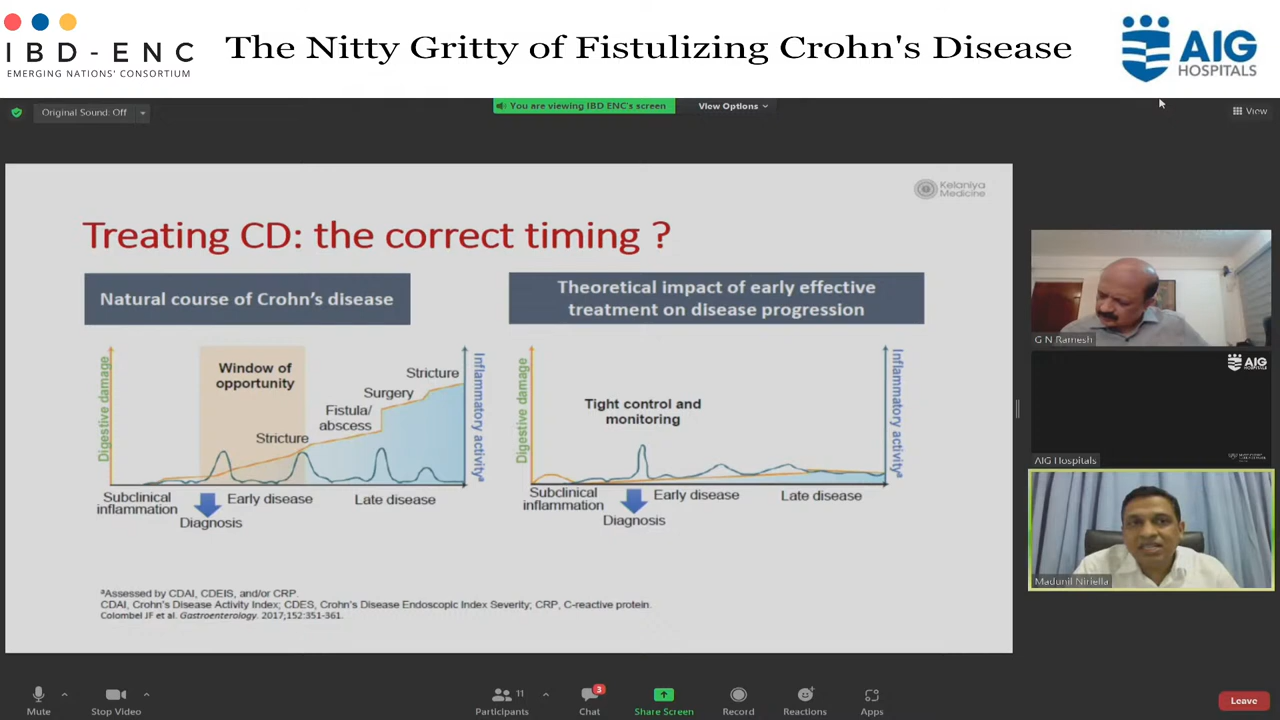 IBD-ENC
EMERGING NATIONS' CONSORTIUM
The Nitty Gritty of Fistulizing Crohn's Disease
AIG
HOSPITALS
Original Sound: Off
You are viewing IBD ENC's screen
View Options
View
Kelaniya
Medicine
Treating CD: the correct timing ?
Natural course of Crohn's disease
Theoretical impact of early effective
treatment on disease progression
Digestive damage
Window of
opportunity
Stricture
Fistula/
abscess
Surgery
Stricture
Inflammatory activityª
Subclinical
inflammation
Diagnosis
Early disease
Late disease
Digestive damage
Tight control and
monitoring
Inflammatory activityª
Subclinical
inflammation
Diagnosis
Early disease
Late disease
ªAssessed by CDAI, CDEIS, and/or CRP.
CDAI, Crohn's Disease Activity Index; CDES, Crohn's Disease Endoscopic Index Severity; CRP, C-reactive protein.
Colombel JF et al. Gastroenterology. 2017;152:351-361.
G N Ramesh
AIG
HOSPITALS
AIG Hospitals
Madunil Niriella
Mute
Stop Video
Participants
11
Chat
3
Share Screen
Record
Reactions
Apps
Leave